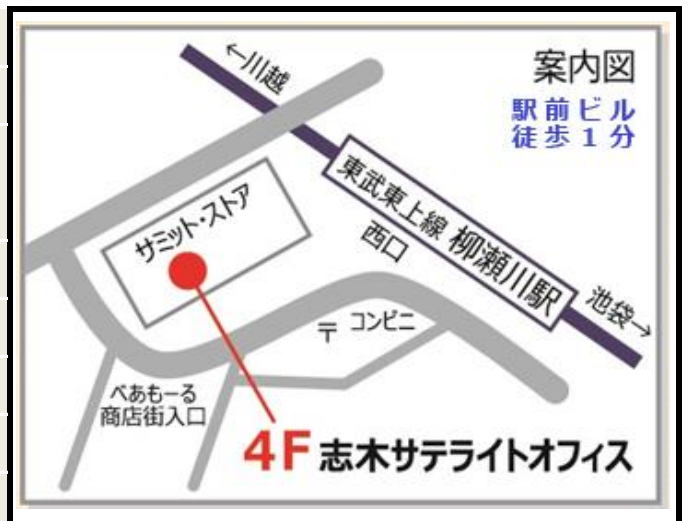 案内図
駅前ビル
徒歩1分
←川越
東武東上線 柳瀬川駅
西口
池袋→
サミット・ストア
〒 コンビニ
ぺあもーる
商店街入口
4F 志木サテライトオフィス